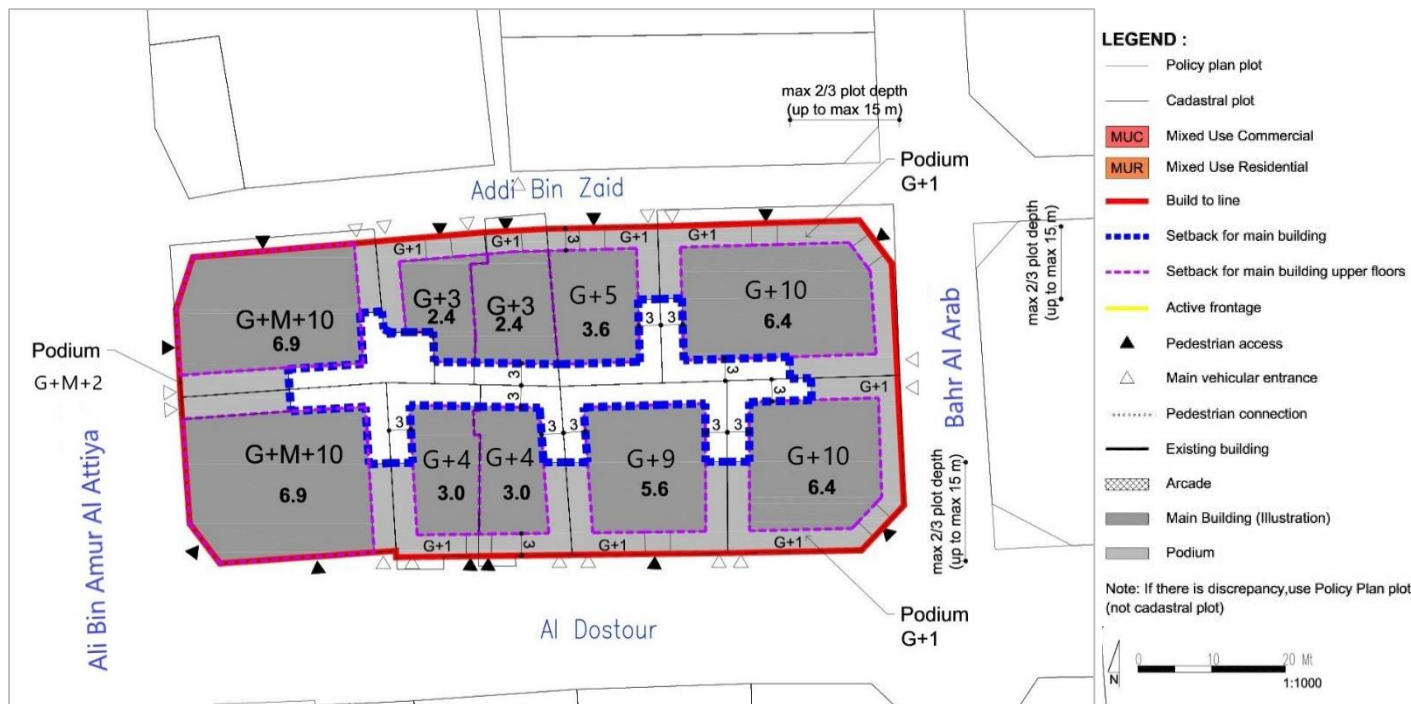 max 2/3 plot depth
(up to max 15 m)
Podium
G+1
Addi Bin Zaid
max 2/3 plot depth
(up to max 15 m)
G+1
G+1
3
G+1
G+1
G+M+10
6.9
G+3
2.4
G+3
2.4
G+5
3.6
G+10
6.4
3
3
Podium
G+M+2
3
3
3
G+1
Bahr Al Arab
Ali Bin Amur Al Attiya
G+M+10
6.9
3
G+4
3.0
G+4
3.0
3
3
G+9
5.6
3
3
G+10
6.4
G+1
3
G+1
G+1
max 2/3 plot depth
(up to max 15 m)
Podium
G+1
Al Dostour
LEGEND :
Policy plan plot
Cadastral plot
MUC Mixed Use Commercial
MUR Mixed Use Residential
Build to line
Setback for main building
Setback for main building upper floors
Active frontage
Pedestrian access
Main vehicular entrance
Pedestrian connection
Existing building
Arcade
Main Building (Illustration)
Podium
Note: If there is discrepancy,use Policy Plan plot
(not cadastral plot)
N
0 10 20 Mt
1:1000